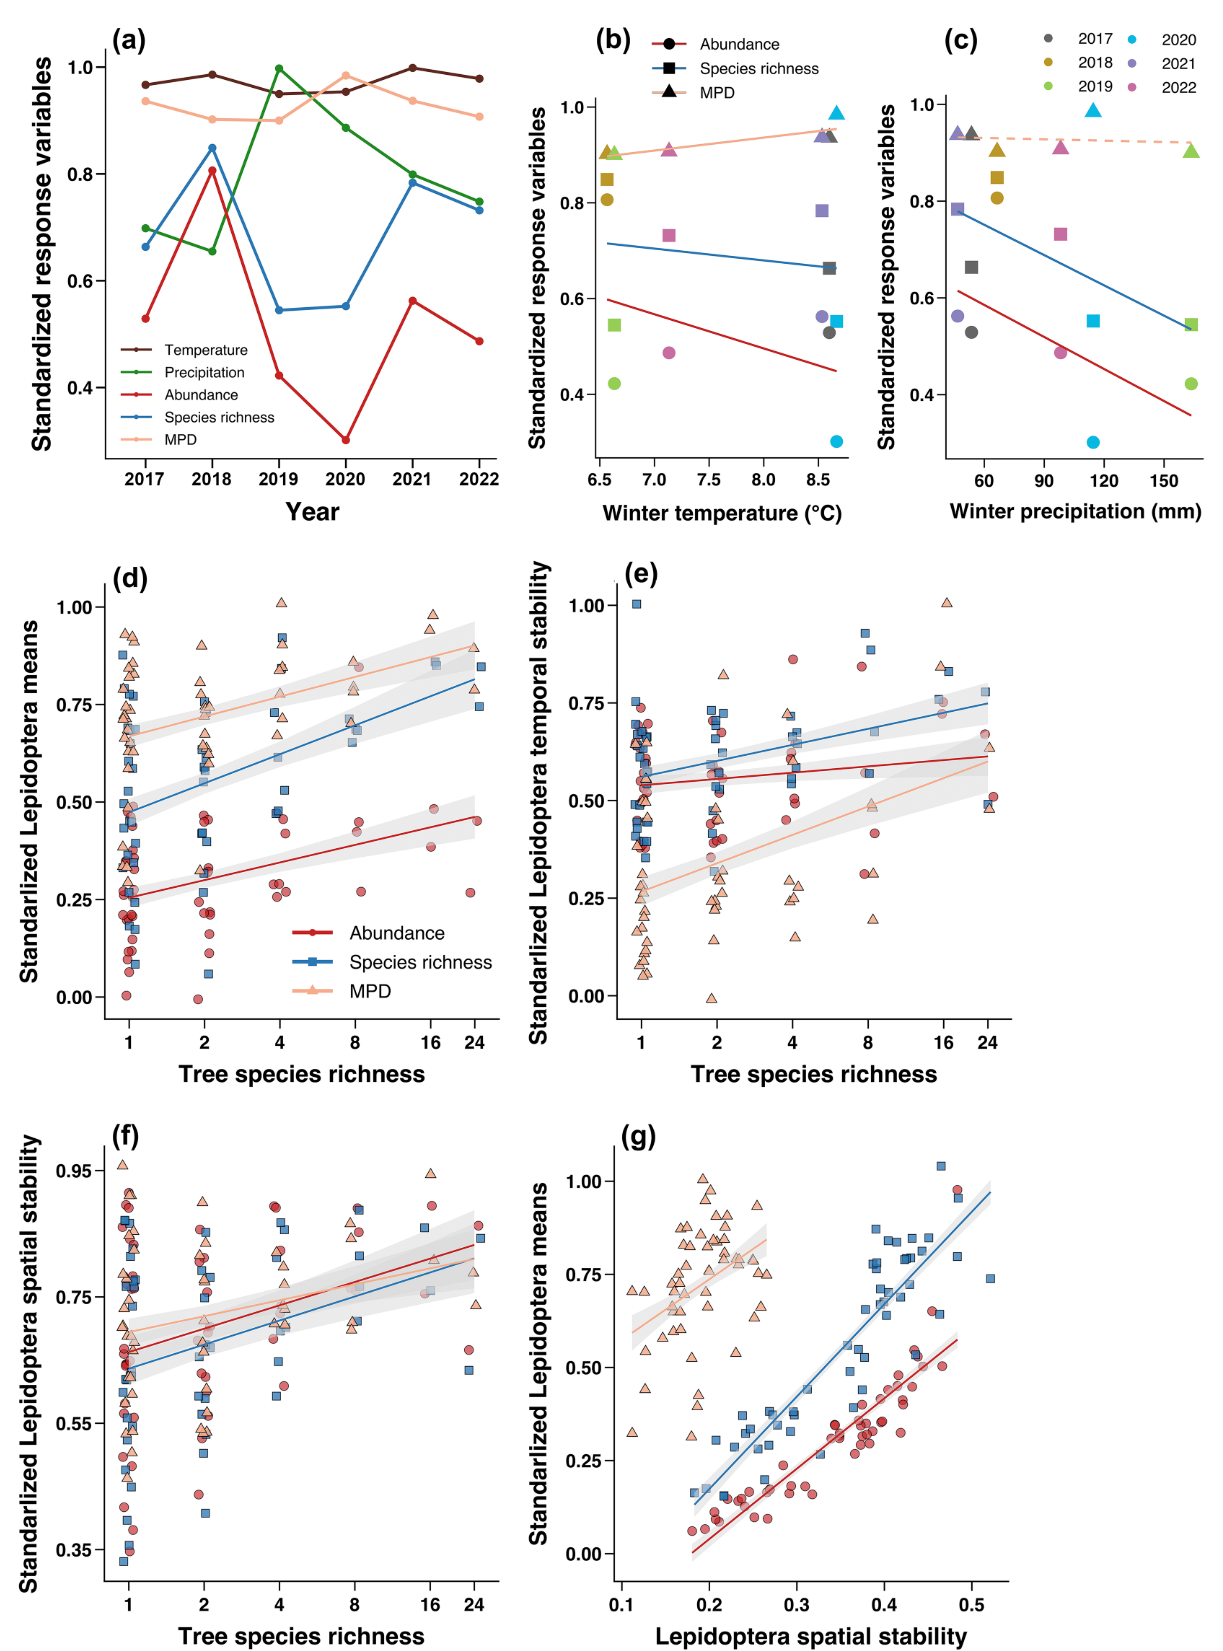 (a)
Standardized response variables
1.0
0.8
0.6
0.4
Temperature
Precipitation
Abundance
Species richness
MPD
2017 2018 2019 2020 2021 2022
Year
(b)
Abundance
Species richness
MPD
Standardized response variables
1.0
0.8
0.6
0.4
6.5 7.0 7.5 8.0 8.5
Winter temperature (°C)
(c)
2017 2020
2018 2021
2019 2022
Standardized response variables
1.0
0.8
0.6
0.4
60 90 120 150
Winter precipitation (mm)
(d)
Standarlized Lepidoptera means
1.00
0.75
0.50
0.25
0.00
Abundance
Species richness
MPD
1 2 4 8 16 24
Tree species richness
(e)
Standarlized Lepidoptera temporal stability
1.00
0.75
0.50
0.25
0.00
1 2 4 8 16 24
Tree species richness
(f)
Standarlized Lepidoptera spatial stability
0.95
0.75
0.55
0.35
1 2 4 8 16 24
Tree species richness
(g)
Standarlized Lepidoptera means
1.00
0.75
0.50
0.25
0.00
0.1 0.2 0.3 0.4 0.5
Lepidoptera spatial stability